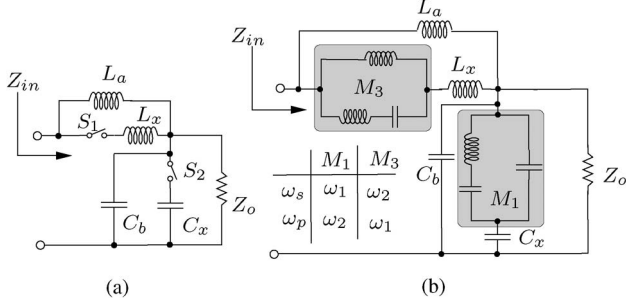 Z_in
L_a
S_1
L_x
S_2
C_b
C_x
Z_o
(a)
Z_in
L_a
M_3
L_x
C_b
M_1
Z_o
C_x
M_1 M_3
ω_s ω_1 ω_2
ω_p ω_2 ω_1
(b)